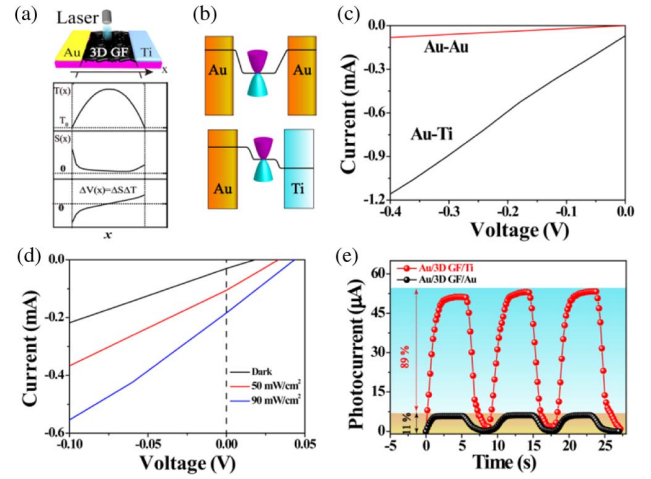 (a)
Laser
Au
3D GF
Ti
x
T(x)
T₀
S(x)
0
ΔV(x)=ΔSΔT
0
x
(b)
Au
Au
Au
Ti
(c)
0.0
-0.3
-0.6
-0.9
-1.2
Current (mA)
Au-Au
Au-Ti
-0.4 -0.3 -0.2 -0.1 0.0
Voltage (V)
(d)
0.0
-0.2
-0.4
-0.6
Current (mA)
Dark
50 mW/cm²
90 mW/cm²
-0.10 -0.05 0.00 0.05
Voltage (V)
(e)
Au/3D GF/Ti
Au/3D GF/Au
60
45
30
15
0
Photocurrent (μA)
89 %
11 %
-5 0 5 10 15 20 25
Time (s)